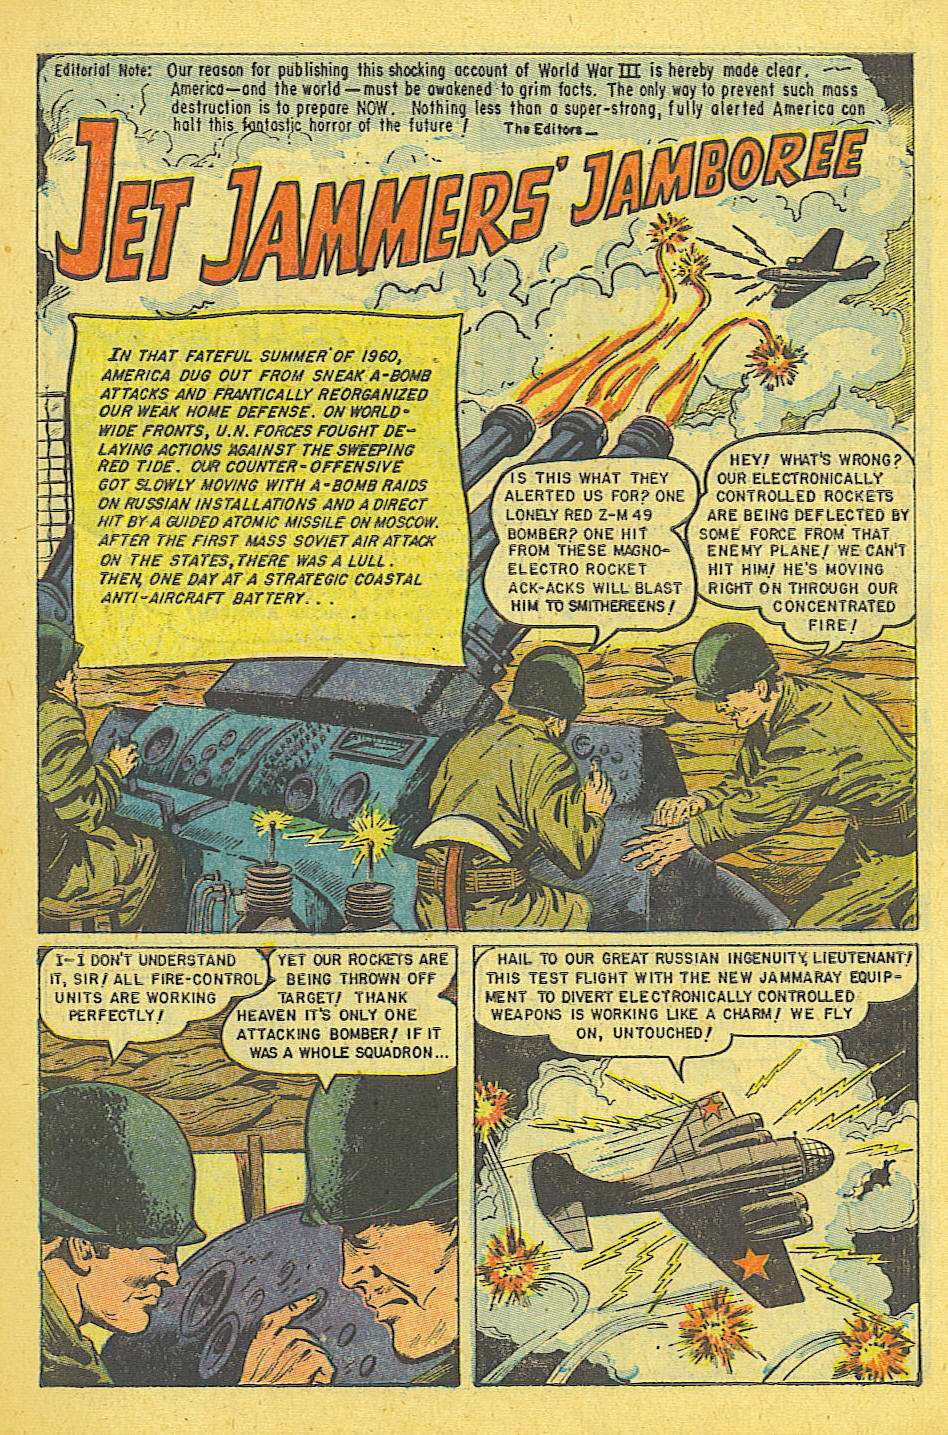 Editorial Note: Our reason for publishing this shocking account of World War III is hereby made clear.
America—and the world—must be awakened to grim facts. The only way to prevent such mass
destruction is to prepare NOW. Nothing less than a super-strong, fully alerted America can
halt this fantastic horror of the future! The Editors—
JET JAMMERS' JAMBOREE
IN THAT FATEFUL SUMMER OF 1960,
AMERICA DUG OUT FROM SNEAK A-BOMB
ATTACKS AND FRANTICALLY REORGANIZED
OUR WEAK HOME DEFENSE. ON WORLD-
WIDE FRONTS, U.N. FORCES FOUGHT DE-
LAYING ACTIONS AGAINST THE SWEEPING
RED TIDE. OUR COUNTER-OFFENSIVE
GOT SLOWLY MOVING WITH A-BOMB RAIDS
ON RUSSIAN INSTALLATIONS AND A DIRECT
HIT BY A GUIDED ATOMIC MISSILE ON MOSCOW.
AFTER THE FIRST MASS SOVIET AIR ATTACK
ON THE STATES, THERE WAS A LULL.
THEN, ONE DAY AT A STRATEGIC COASTAL
ANTI-AIRCRAFT BATTERY...
IS THIS WHAT THEY
ALERTED US FOR? ONE
LONELY RED Z-M 49
BOMBER? ONE HIT
FROM THESE MAGNO-
ELECTRO ROCKET
ACK-ACKS WILL BLAST
HIM TO SMITHEREENS!
HEY! WHAT'S WRONG?
OUR ELECTRONICALLY
CONTROLLED ROCKETS
ARE BEING DEFLECTED BY
SOME FORCE FROM THAT
ENEMY PLANE! WE CAN'T
HIT HIM! HE'S MOVING
RIGHT ON THROUGH OUR
CONCENTRATED
FIRE!
I-I DON'T UNDERSTAND
IT, SIR! ALL FIRE-CONTROL
UNITS ARE WORKING
PERFECTLY!
YET OUR ROCKETS ARE
BEING THROWN OFF
TARGET! THANK
HEAVEN IT'S ONLY ONE
ATTACKING BOMBER! IF IT
WAS A WHOLE SQUADRON...
HAIL TO OUR GREAT RUSSIAN INGENUITY, LIEUTENANT!
THIS TEST FLIGHT WITH THE NEW JAMMARAY EQUIP-
MENT TO DIVERT ELECTRONICALLY CONTROLLED
WEAPONS IS WORKING LIKE A CHARM! WE FLY
ON, UNTOUCHED!